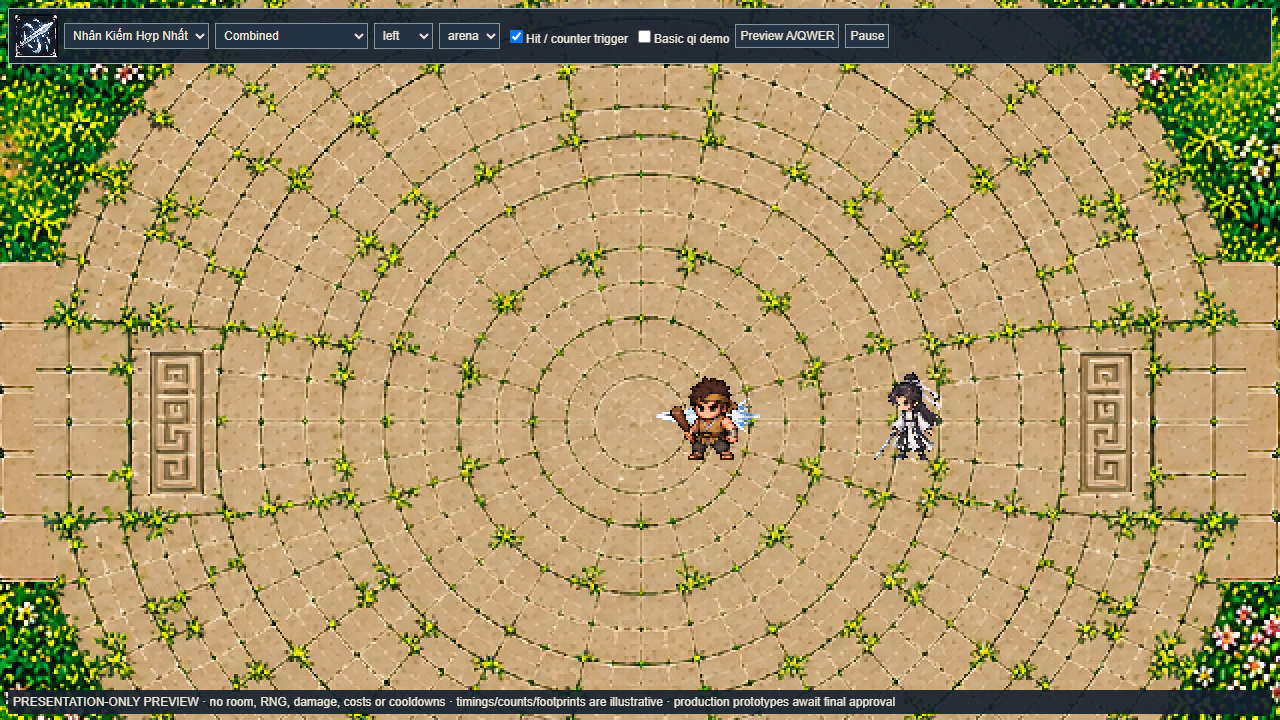 Nhân Kiếm Hợp Nhất Combined left arena Hit / counter trigger Basic qi demo Preview A/QWER Pause
PRESENTATION-ONLY PREVIEW · no room, RNG, damage, costs or cooldowns · timings/counts/footprints are illustrative · production prototypes await final approval